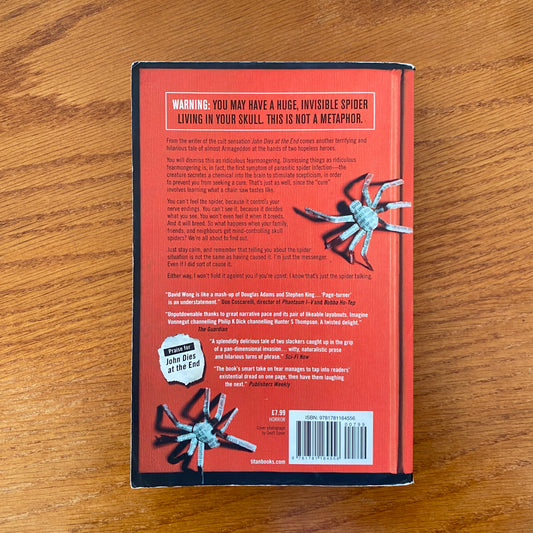 WARNING: YOU MAY HAVE A HUGE, INVISIBLE SPIDER
LIVING IN YOUR SKULL. THIS IS NOT A METAPHOR.
From the writer of the cult sensation John Dies at the End comes another terrifying and
hilarious tale of almost Armageddon at the hands of two hopeless heroes.
You will dismiss this as ridiculous fearmongering. Dismissing things as ridiculous
fearmongering is, in fact, the first symptom of parasitic spider infection—the
creature secretes a chemical into the brain to stimulate scepticism, in
order to prevent you from seeking a cure. That's just as well, since the "cure"
involves learning what a chain saw tastes like.
You can't feel the spider, because it controls your
nerve endings. You can't see it, because it decides
what you see. You won't even feel it when it breeds.
And it will breed. So what happens when your family,
friends, and neighbours get mind-controlling skull
spiders? We're all about to find out.
Just stay calm, and remember that telling you about the spider
situation is not the same as having caused it. I'm just the messenger.
Even if I did sort of cause it.
Either way, I won't hold it against you if you're upset. I know that's just the spider talking.
"David Wong is like a mash-up of Douglas Adams and Stephen King... 'Page-turner'
is an understatement." Don Coscarelli, director of Phantasm I–V and Bubba Ho-Tep
"Unputdownable thanks to great narrative pace and its pair of likeable layabouts. Imagine
Vonnegut channelling Philip K Dick channelling Hunter S Thompson. A twisted delight."
The Guardian
Praise for
John Dies
at the End
"A splendidly delirious tale of two slackers caught up in the grip
of a pan-dimensional invasion... witty, naturalistic prose
and hilarious turns of phrase." Sci-Fi Now
"The book's smart take on fear manages to tap into readers'
existential dread on one page, then have them laughing
the next." Publishers Weekly
£7.99
HORROR
Cover photograph
by Geoff Spear
titanbooks.com
ISBN: 9781781164556
00799
9 781781 164556